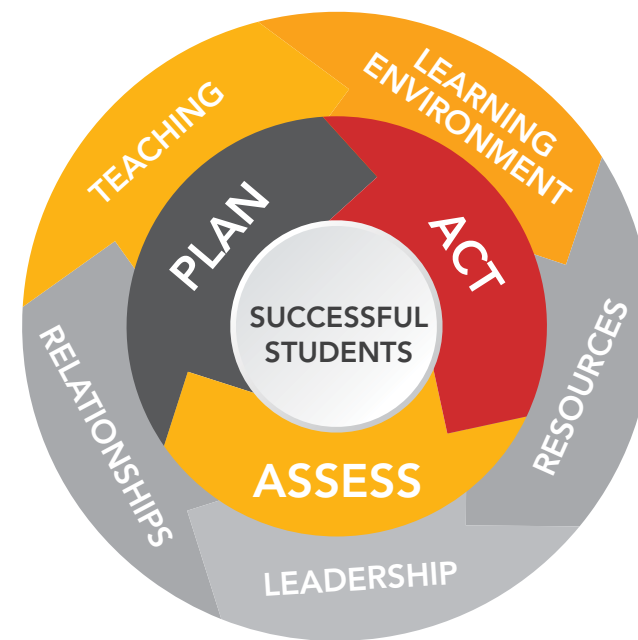 TEACHING
LEARNING
ENVIRONMENT
RESOURCES
LEADERSHIP
RELATIONSHIPS
PLAN
ACT
ASSESS
SUCCESSFUL
STUDENTS